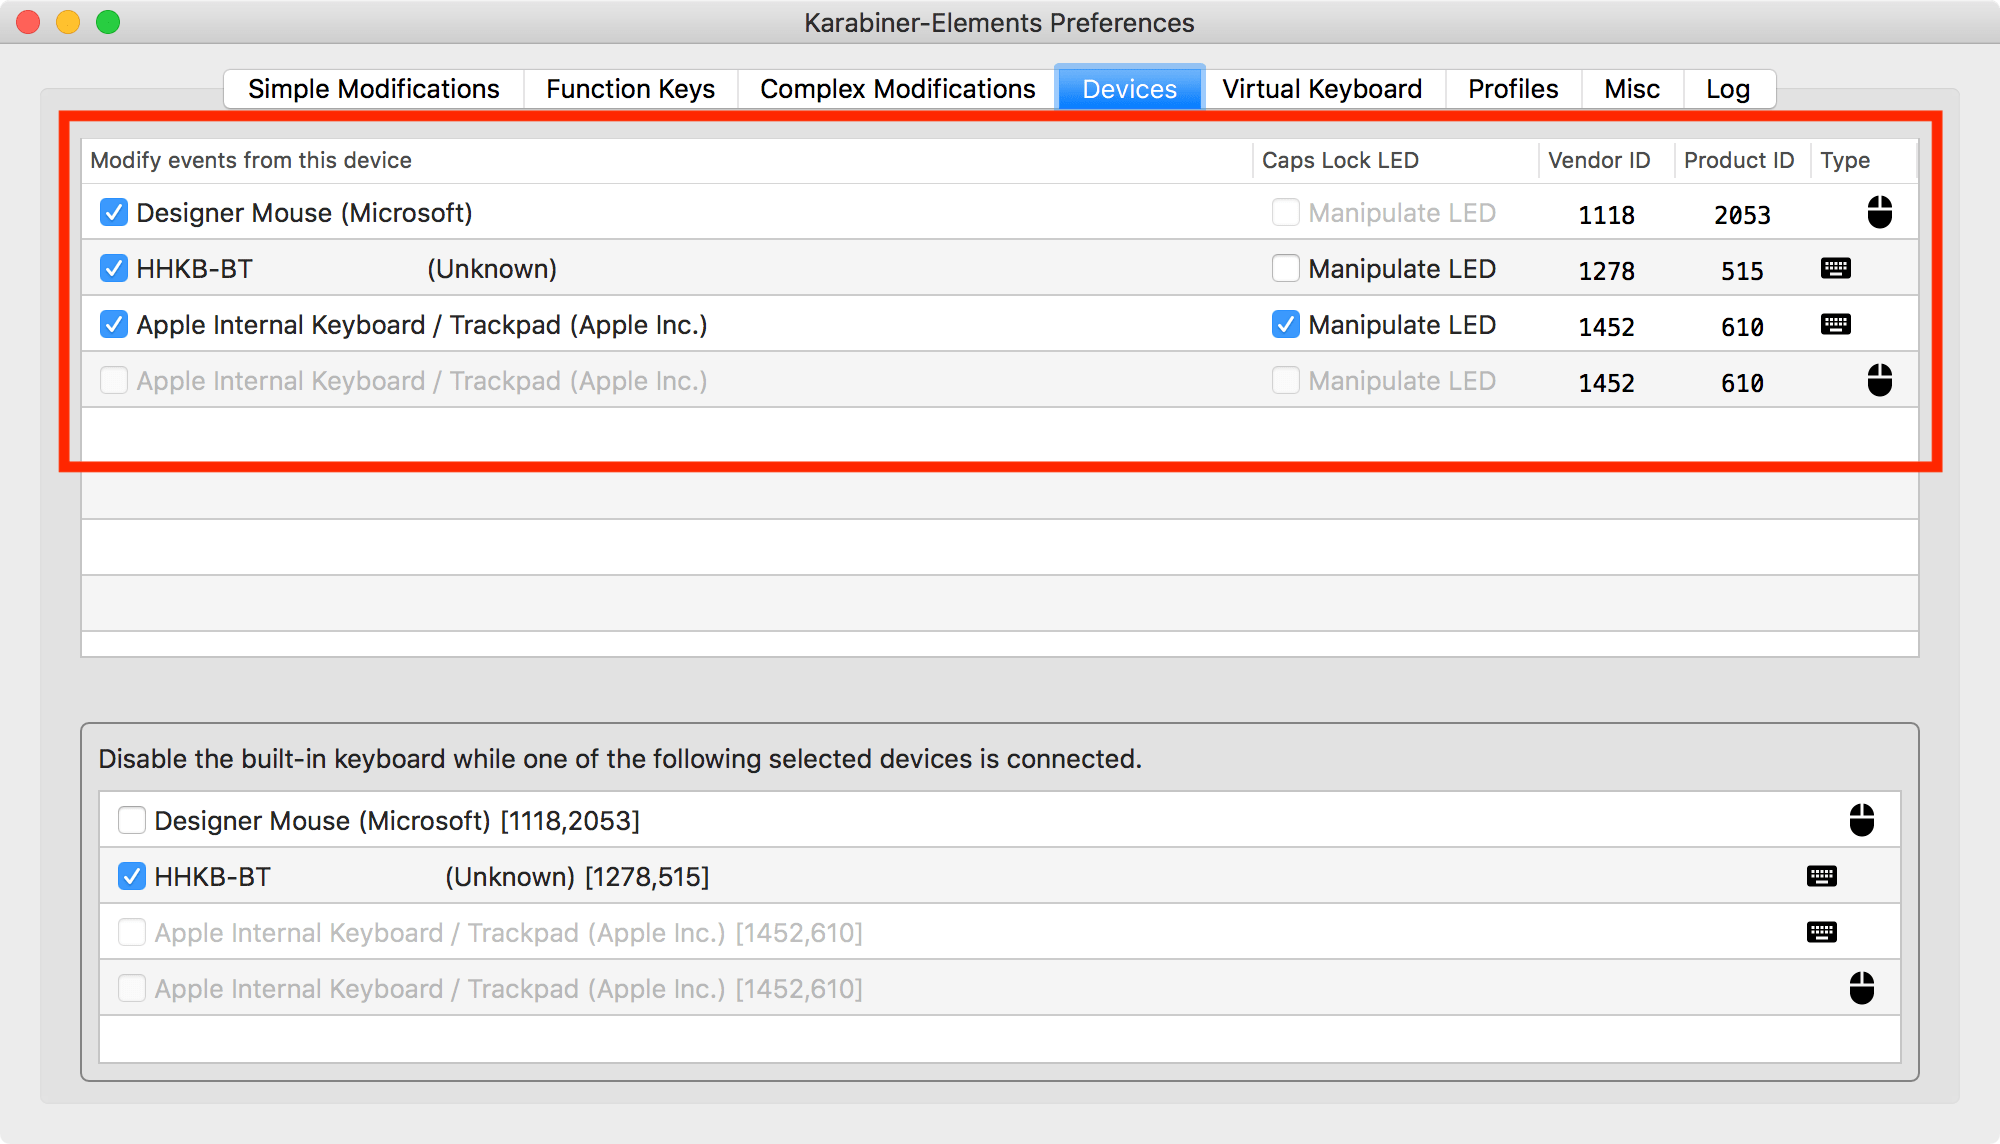 Karabiner-Elements Preferences
Simple Modifications Function Keys Complex Modifications Devices Virtual Keyboard Profiles Misc Log
Modify events from this device Caps Lock LED Vendor ID Product ID Type
Designer Mouse (Microsoft) Manipulate LED 1118 2053
HHKB-BT (Unknown) Manipulate LED 1278 515
Apple Internal Keyboard / Trackpad (Apple Inc.) Manipulate LED 1452 610
Apple Internal Keyboard / Trackpad (Apple Inc.) Manipulate LED 1452 610
Disable the built-in keyboard while one of the following selected devices is connected.
Designer Mouse (Microsoft) [1118,2053]
HHKB-BT (Unknown) [1278,515]
Apple Internal Keyboard / Trackpad (Apple Inc.) [1452,610]
Apple Internal Keyboard / Trackpad (Apple Inc.) [1452,610]